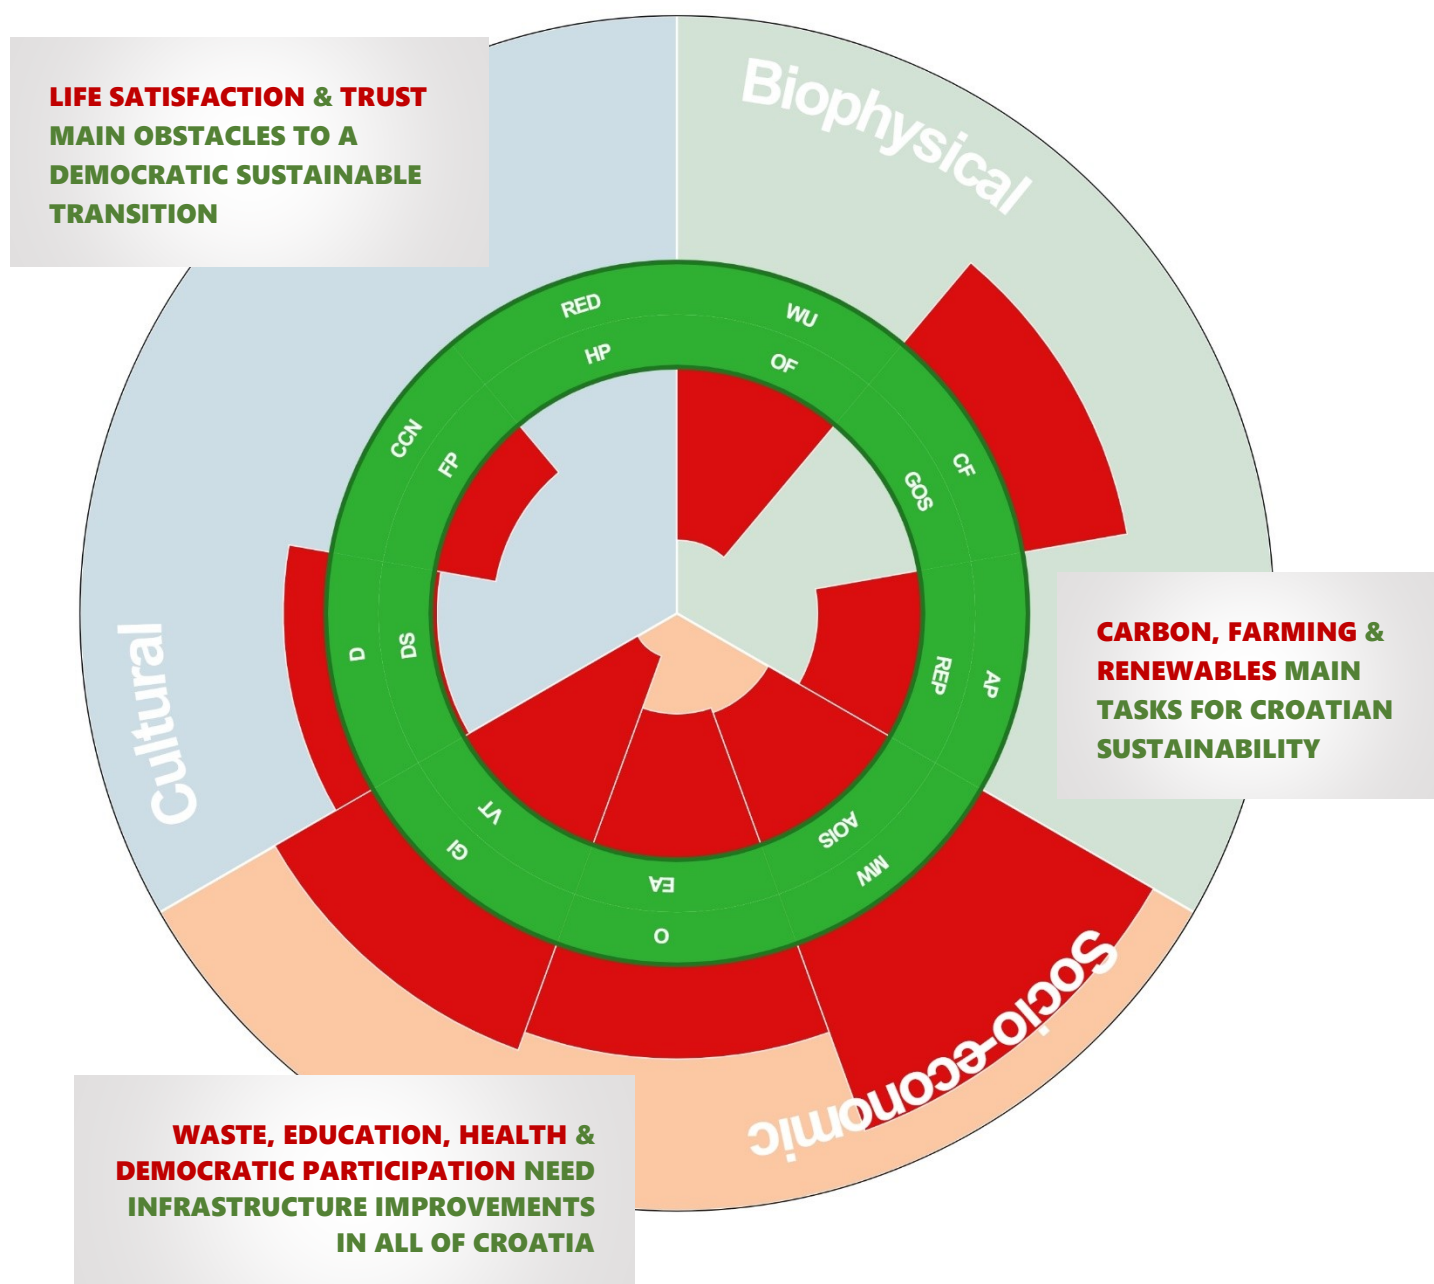 LIFE SATISFACTION & TRUST
MAIN OBSTACLES TO A
DEMOCRATIC SUSTAINABLE
TRANSITION
Biophysical
RED
WU
HP
OF
CCN
FP
CF
GOS
D
DS
REP
AP
VT
GI
EA
O
AOIS
MW
Cultural
Socio-economic
CARBON, FARMING &
RENEWABLES MAIN
TASKS FOR CROATIAN
SUSTAINABILITY
WASTE, EDUCATION, HEALTH &
DEMOCRATIC PARTICIPATION NEED
INFRASTRUCTURE IMPROVEMENTS
IN ALL OF CROATIA